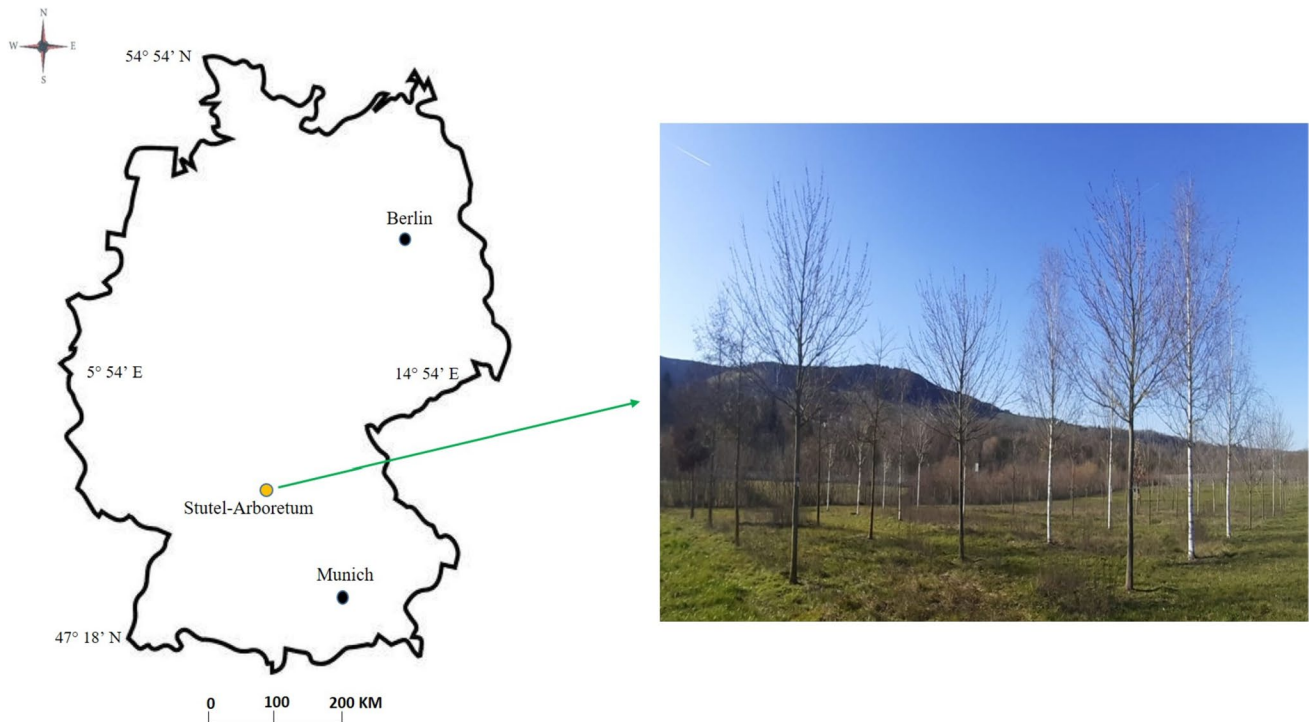 N
W E
S
54° 54’ N
Berlin
5° 54’ E
14° 54’ E
Stutel-Arboretum
Munich
47° 18’ N
0 100 200 KM